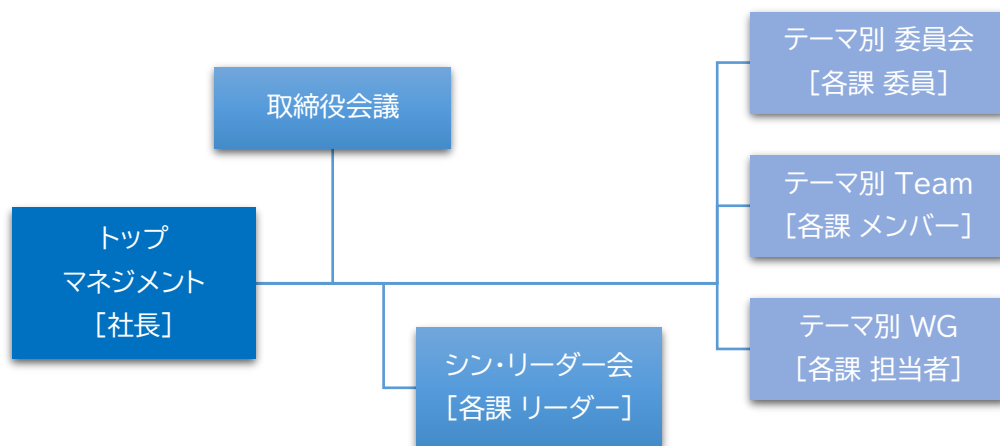 取締役会議
トップ
マネジメント
[社長]
シン・リーダー会
[各課 リーダー]
テーマ別 委員会
[各課 委員]
テーマ別 Team
[各課 メンバー]
テーマ別 WG
[各課 担当者]